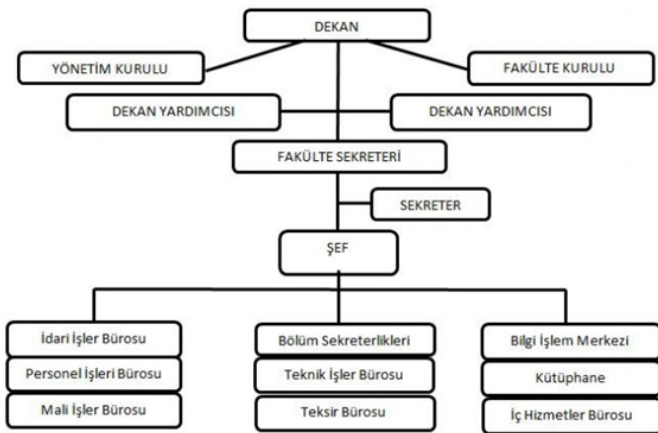 DEKAN
YÖNETİM KURULU
FAKÜLTE KURULU
DEKAN YARDIMCISI
DEKAN YARDIMCISI
FAKÜLTE SEKRETERİ
SEKRETER
ŞEF
İdari İşler Bürosu
Bölüm Sekreterlikleri
Bilgi İşlem Merkezi
Personel İşleri Bürosu
Teknik İşler Bürosu
Kütüphane
Mali İşler Bürosu
Teksir Bürosu
İç Hizmetler Bürosu